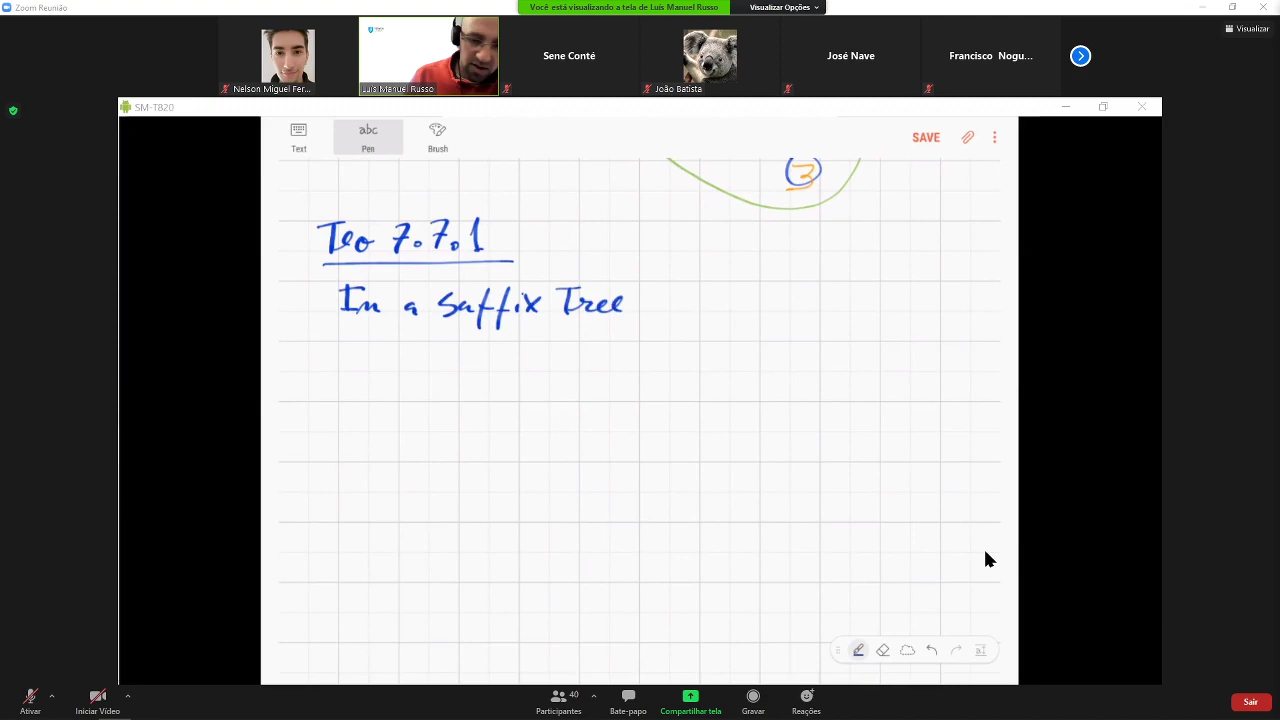 Zoom Reunião
Você está visualizando a tela de Luís Manuel Russo
Visualizar Opções
Visualizar
Nelson Miguel Fer...
Luís Manuel Russo
Sene Conté
João Batista
José Nave
Francisco Nogu...
SM-T820
Text
abc
Pen
Brush
SAVE
3
Teo 7.7.1
In a Suffix Tree
Ativar
Iniciar Vídeo
40
Participantes
Bate-papo
Compartilhar tela
Gravar
Reações
Sair